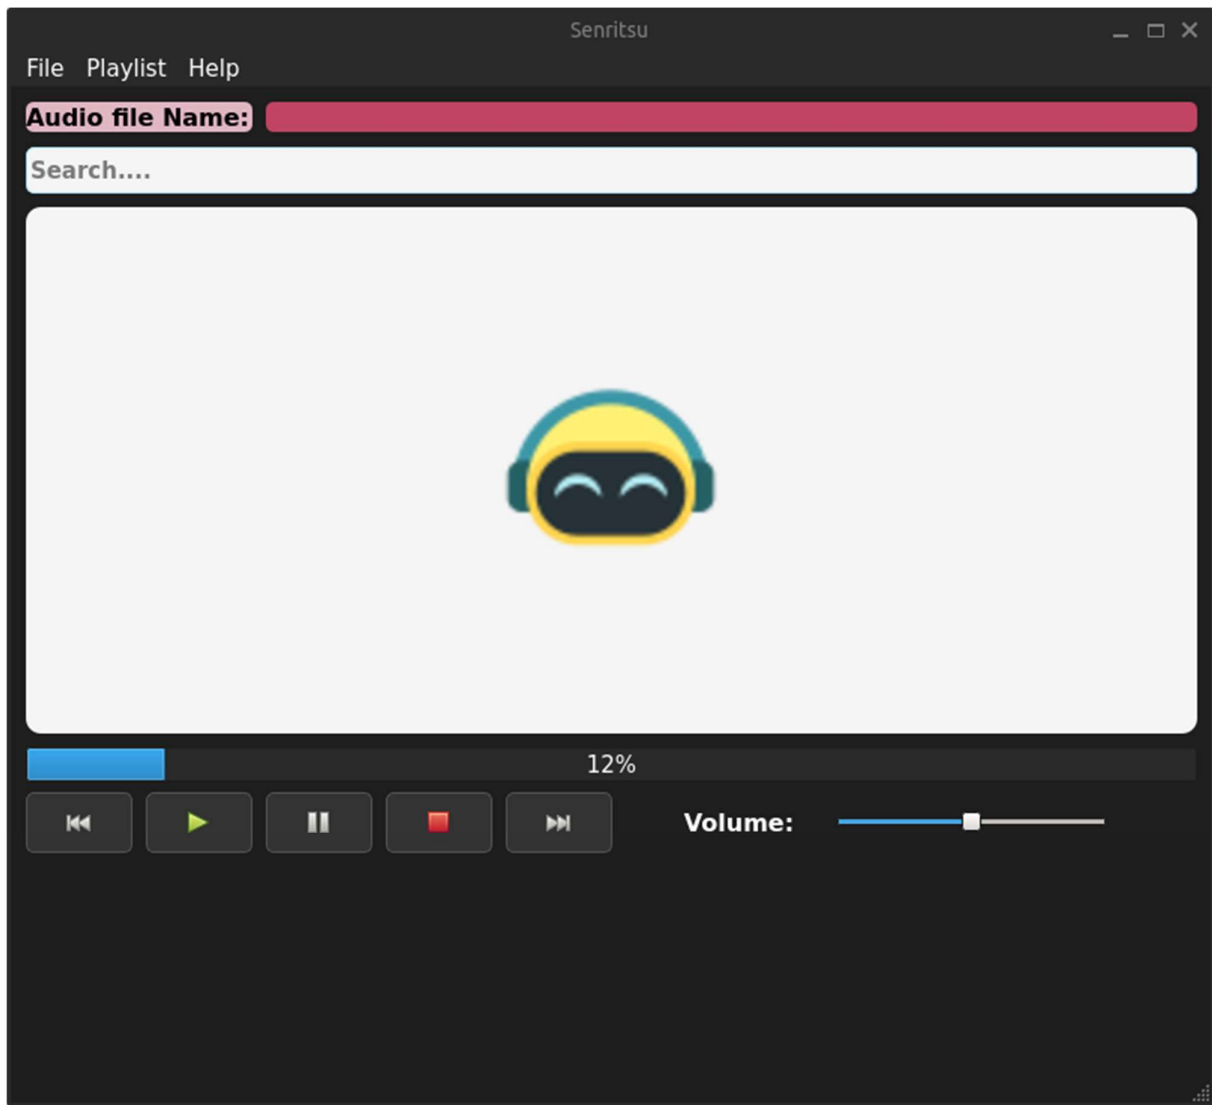 Senritsu
File Playlist Help
Audio file Name:
Search....
12%
Volume: